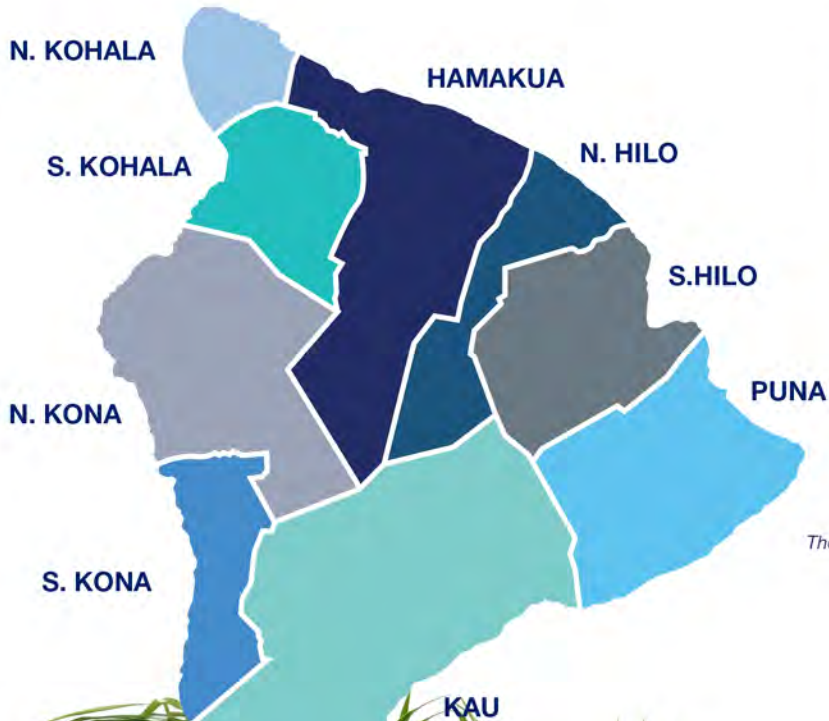 N. KOHALA
HAMAKUA
N. HILO
S. KOHALA
S.HILO
PUNA
N. KONA
S. KONA
KAU